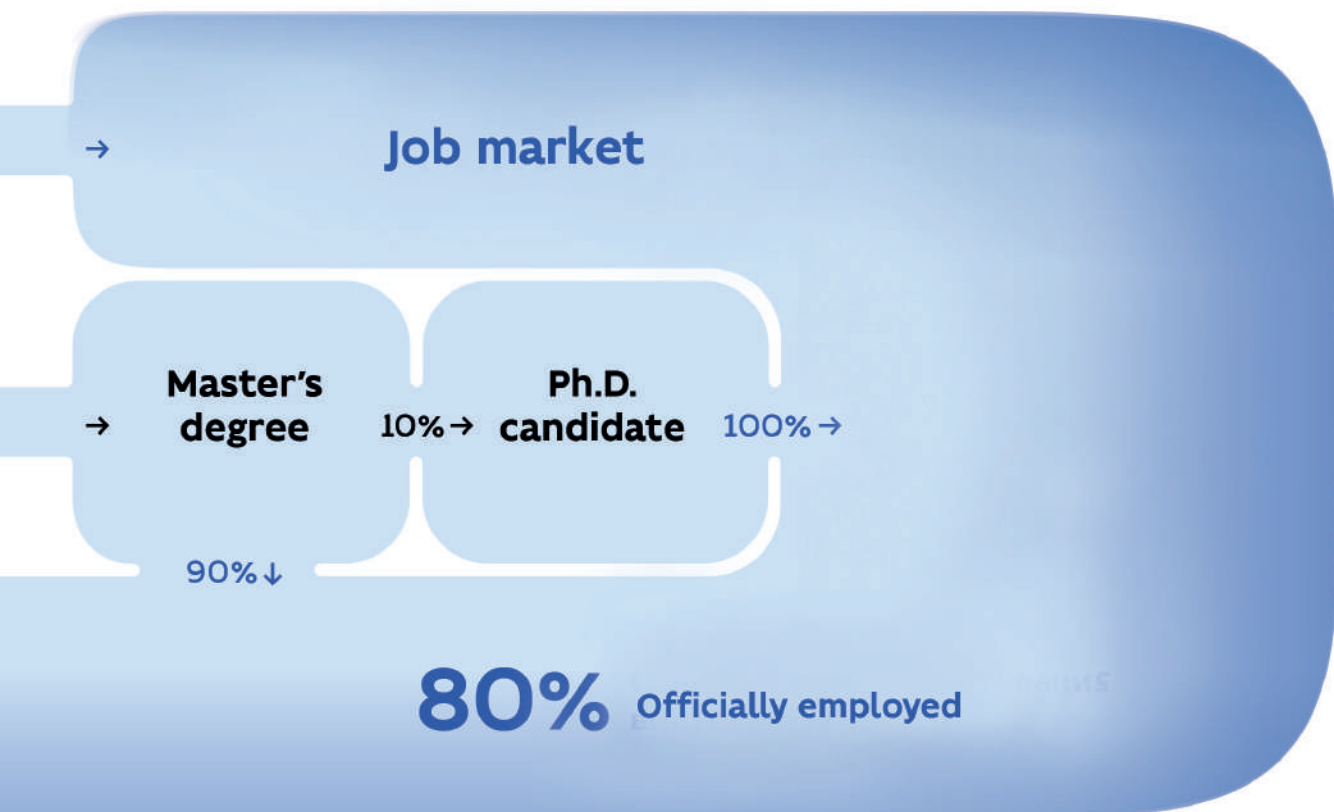 → Job market
Master's
degree
→
10% →
Ph.D.
candidate
100% →
90% ↓
80% Officially employed